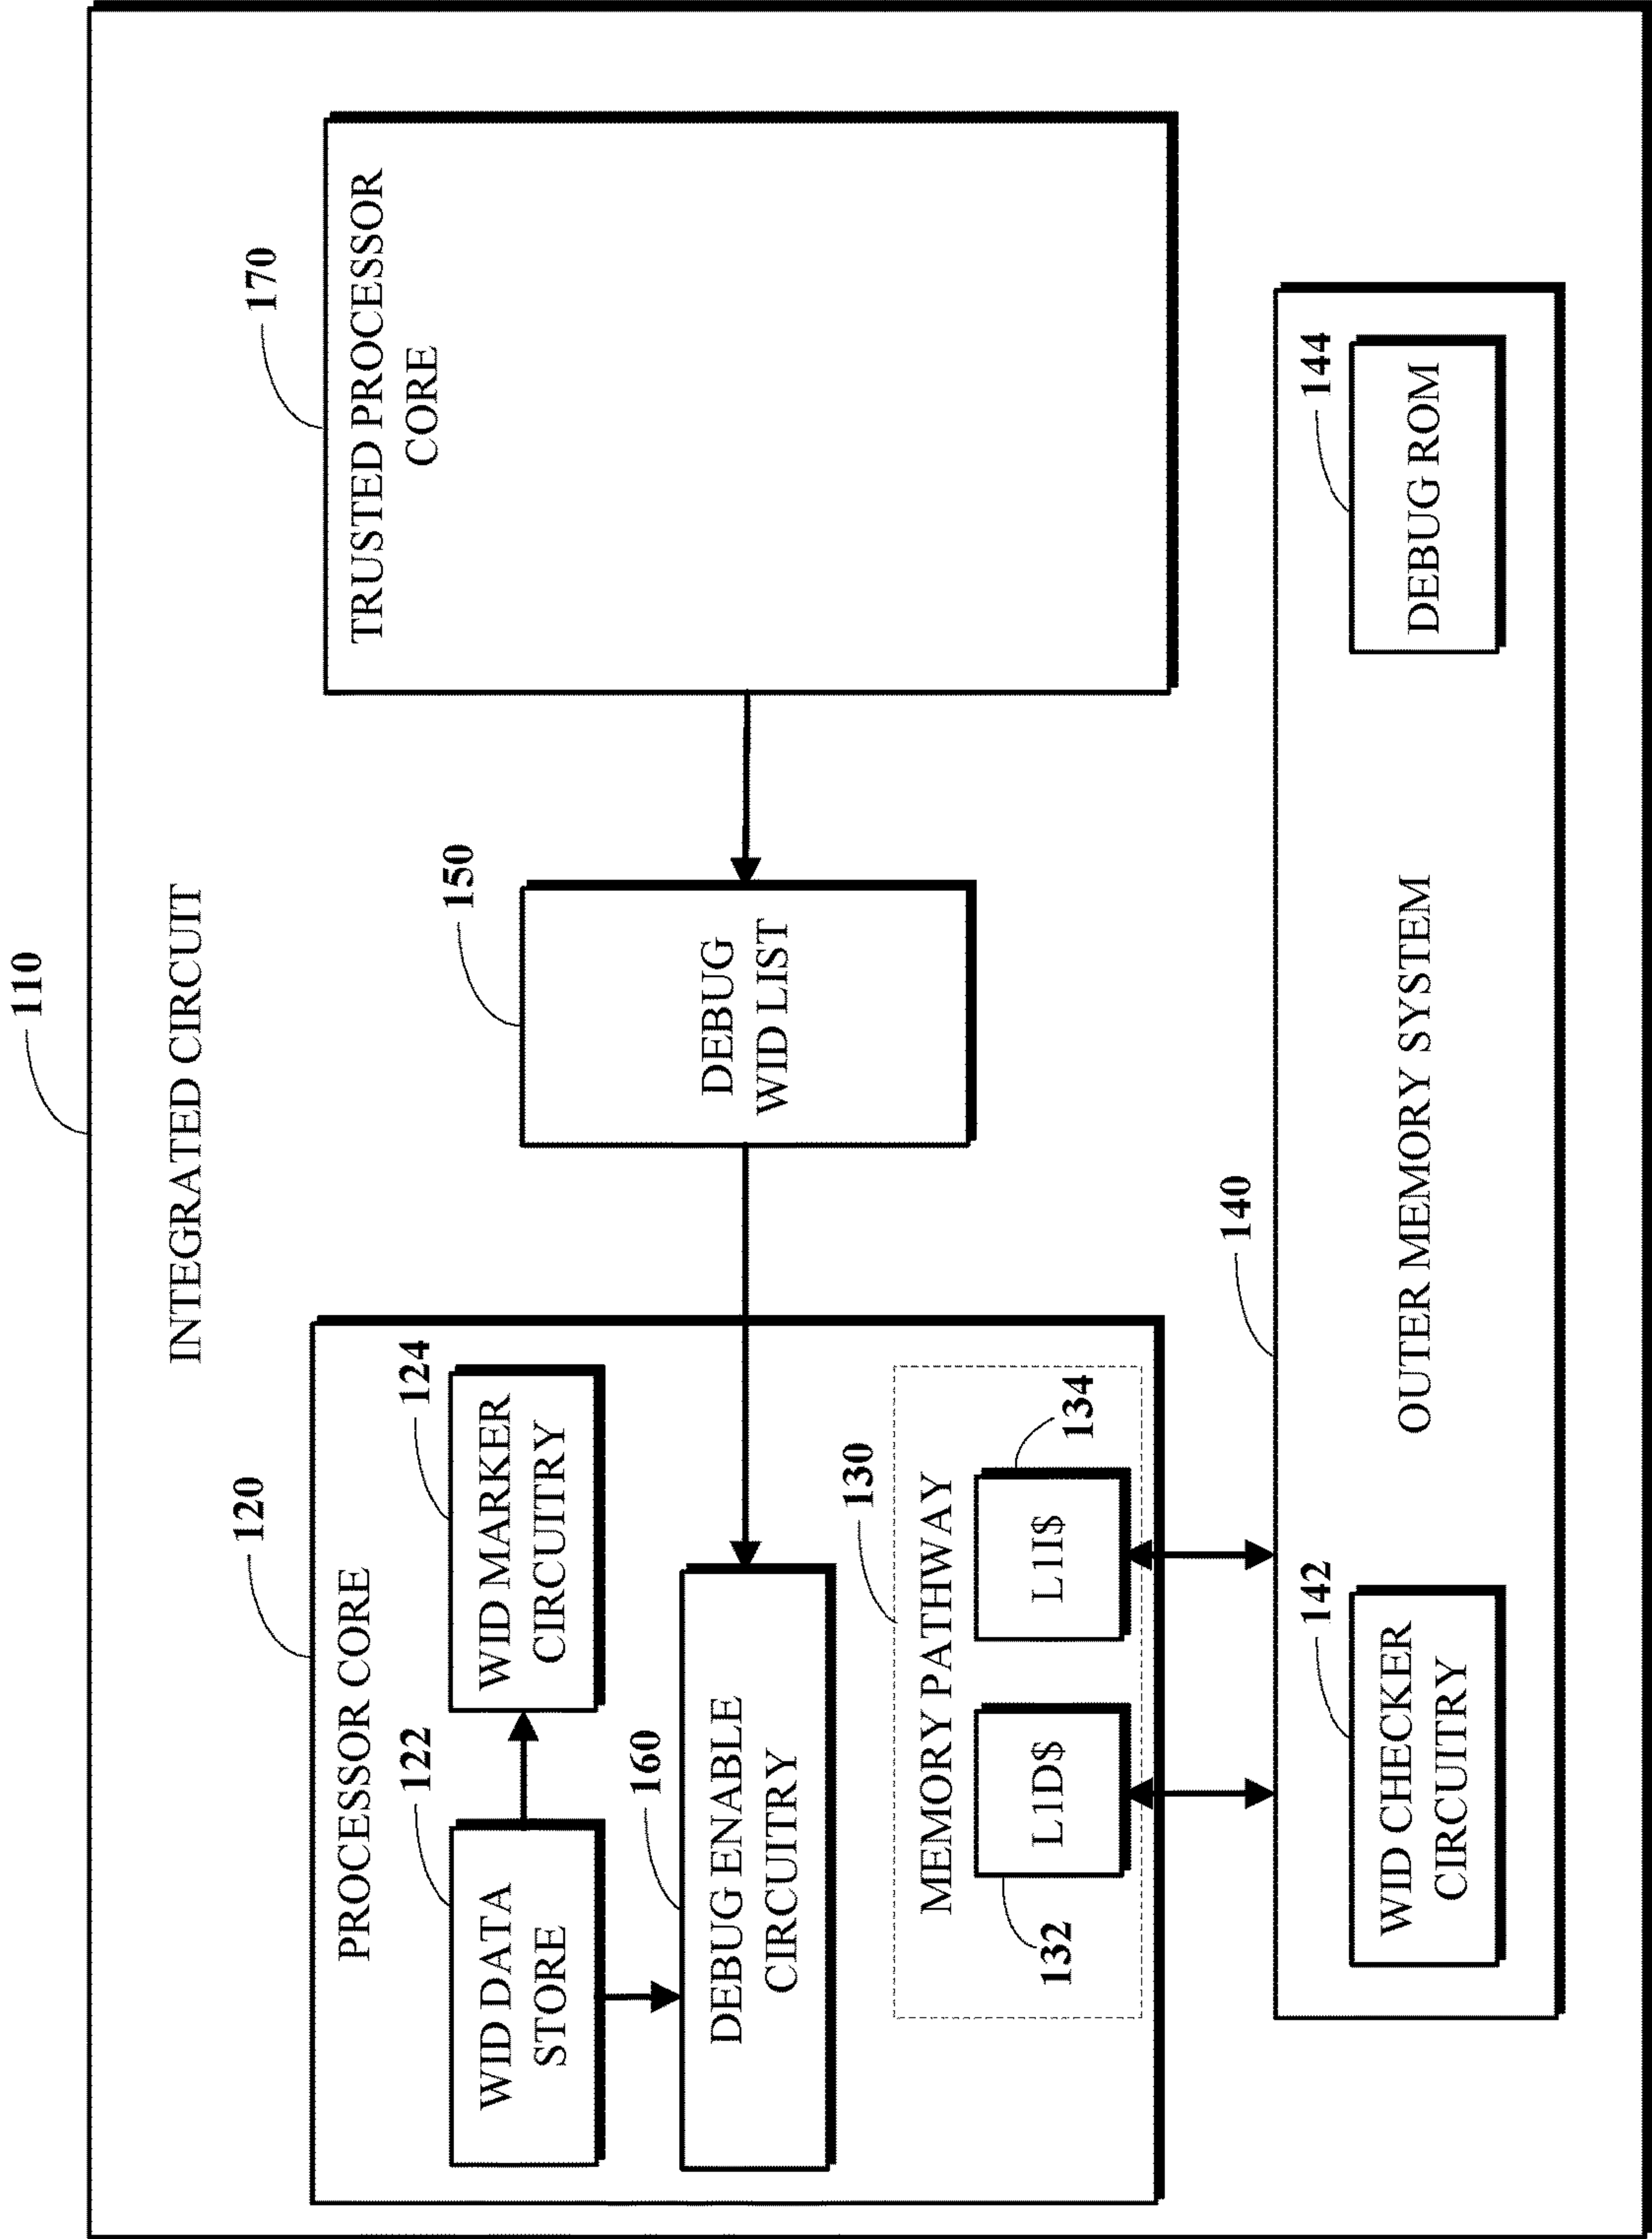 110
INTEGRATED CIRCUIT
120
PROCESSOR CORE
122
WID DATA
STORE
124
WID MARKER
CIRCUITRY
160
DEBUG ENABLE
CIRCUITRY
130
MEMORY PATHWAY
132
L1D$
L1I$
134
150
DEBUG
WID LIST
170
TRUSTED PROCESSOR
CORE
140
142
WID CHECKER
CIRCUITRY
OUTER MEMORY SYSTEM
144
DEBUG ROM